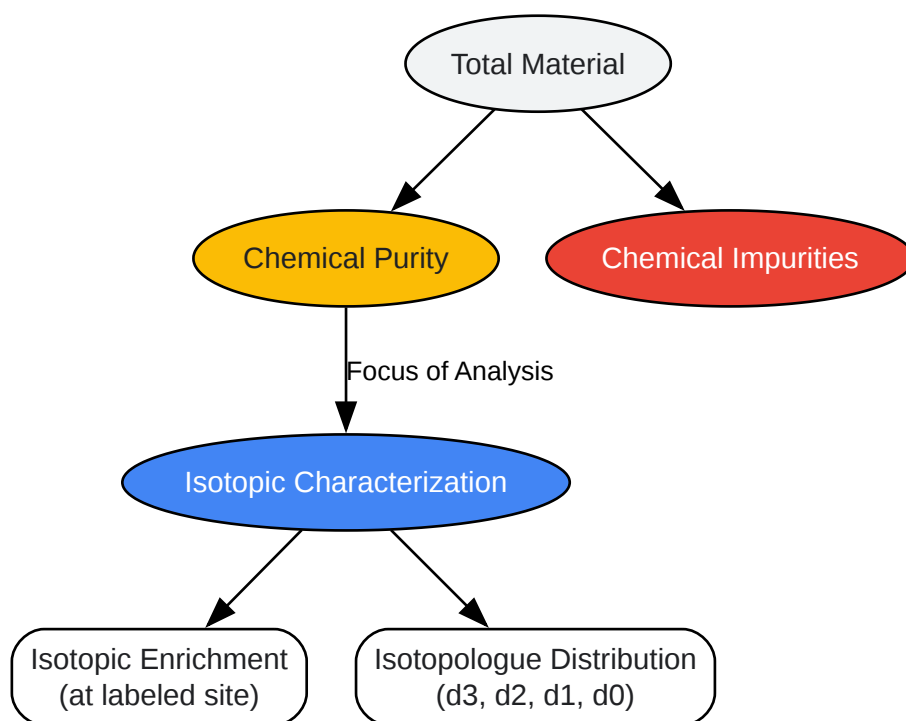 Total Material
Chemical Purity
Chemical Impurities
Focus of Analysis
Isotopic Characterization
Isotopic Enrichment
(at labeled site)
Isotopologue Distribution
(d3, d2, d1, d0)